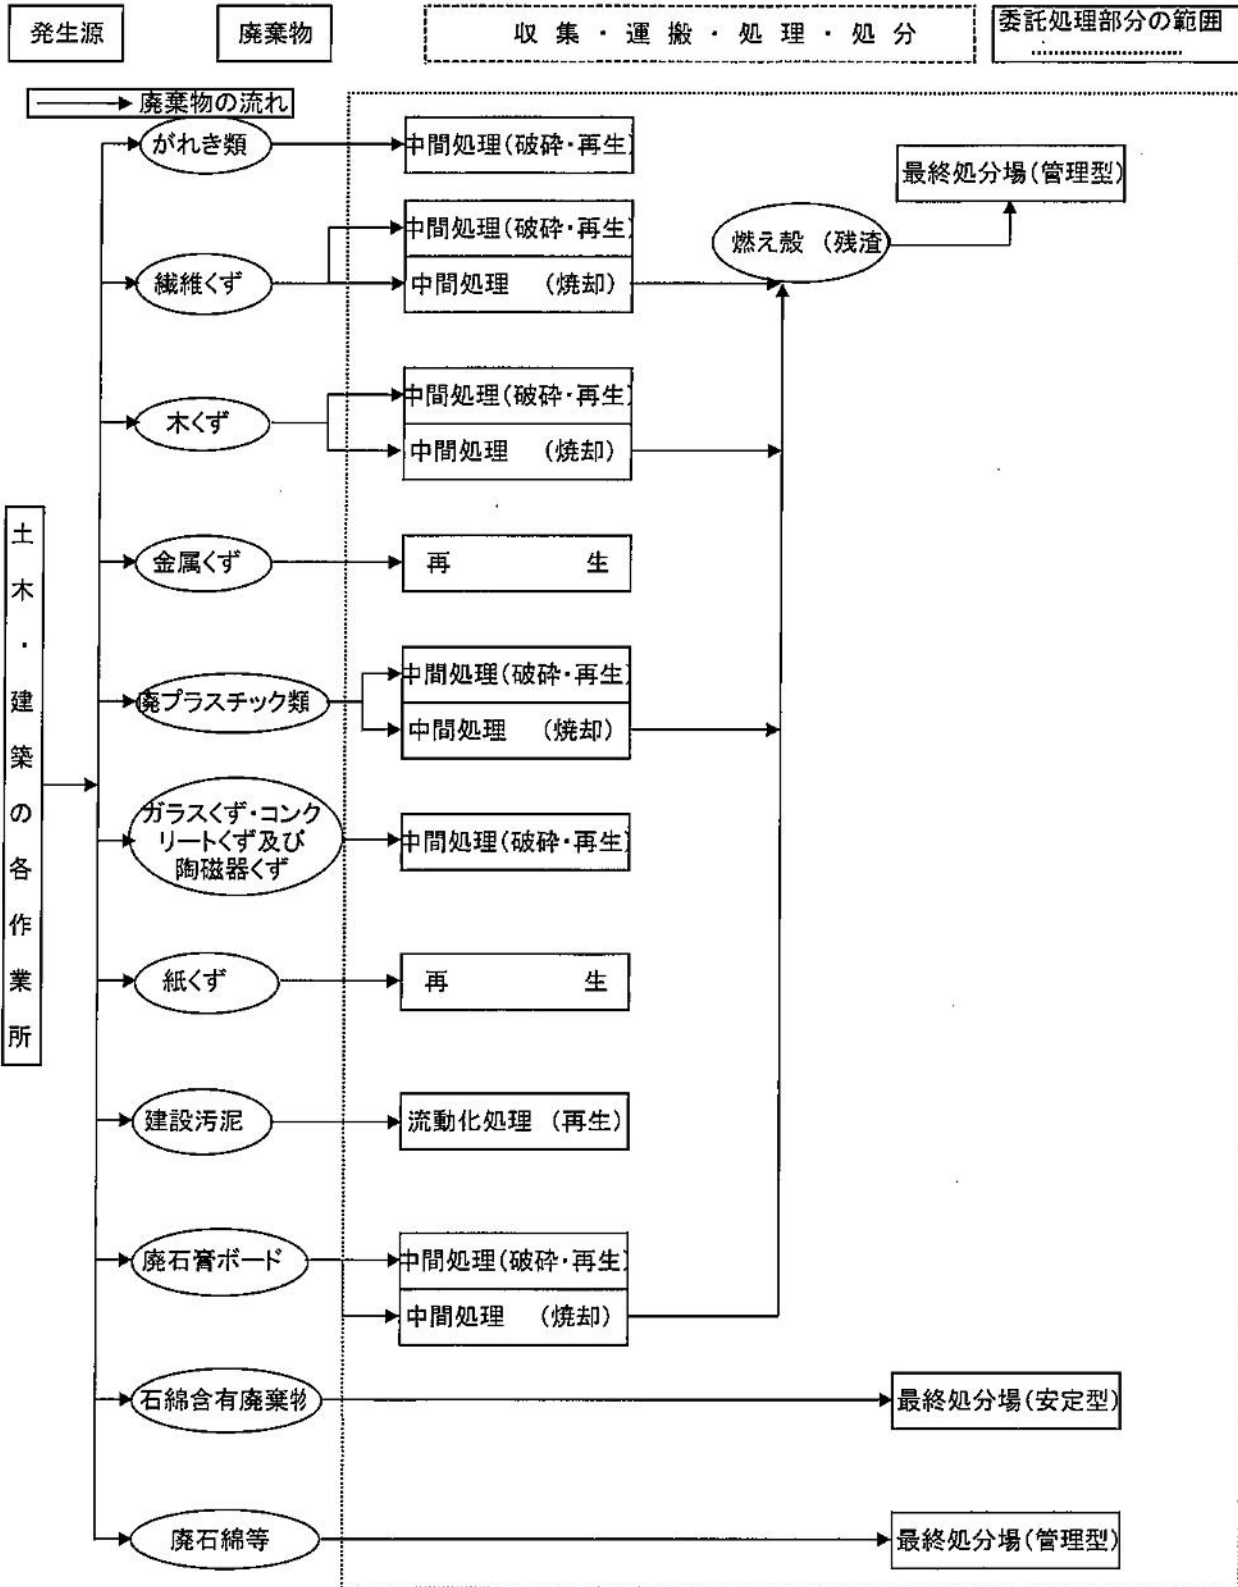 発生源
廃棄物
収集・運搬・処理・処分
委託処理部分の範囲
廃棄物の流れ
土木・建築の各作業所
がれき類
中間処理(破砕・再生)
最終処分場(管理型)
繊維くず
中間処理(破砕・再生)
中間処理 (焼却)
燃え殻 (残渣
木くず
中間処理(破砕・再生)
中間処理 (焼却)
金属くず
再 生
廃プラスチック類
中間処理(破砕・再生)
中間処理 (焼却)
ガラスくず・コンク
リートくず及び
陶磁器くず
中間処理(破砕・再生)
紙くず
再 生
建設汚泥
流動化処理 (再生)
廃石膏ボード
中間処理(破砕・再生)
中間処理 (焼却)
石綿含有廃棄物
最終処分場(安定型)
廃石綿等
最終処分場(管理型)